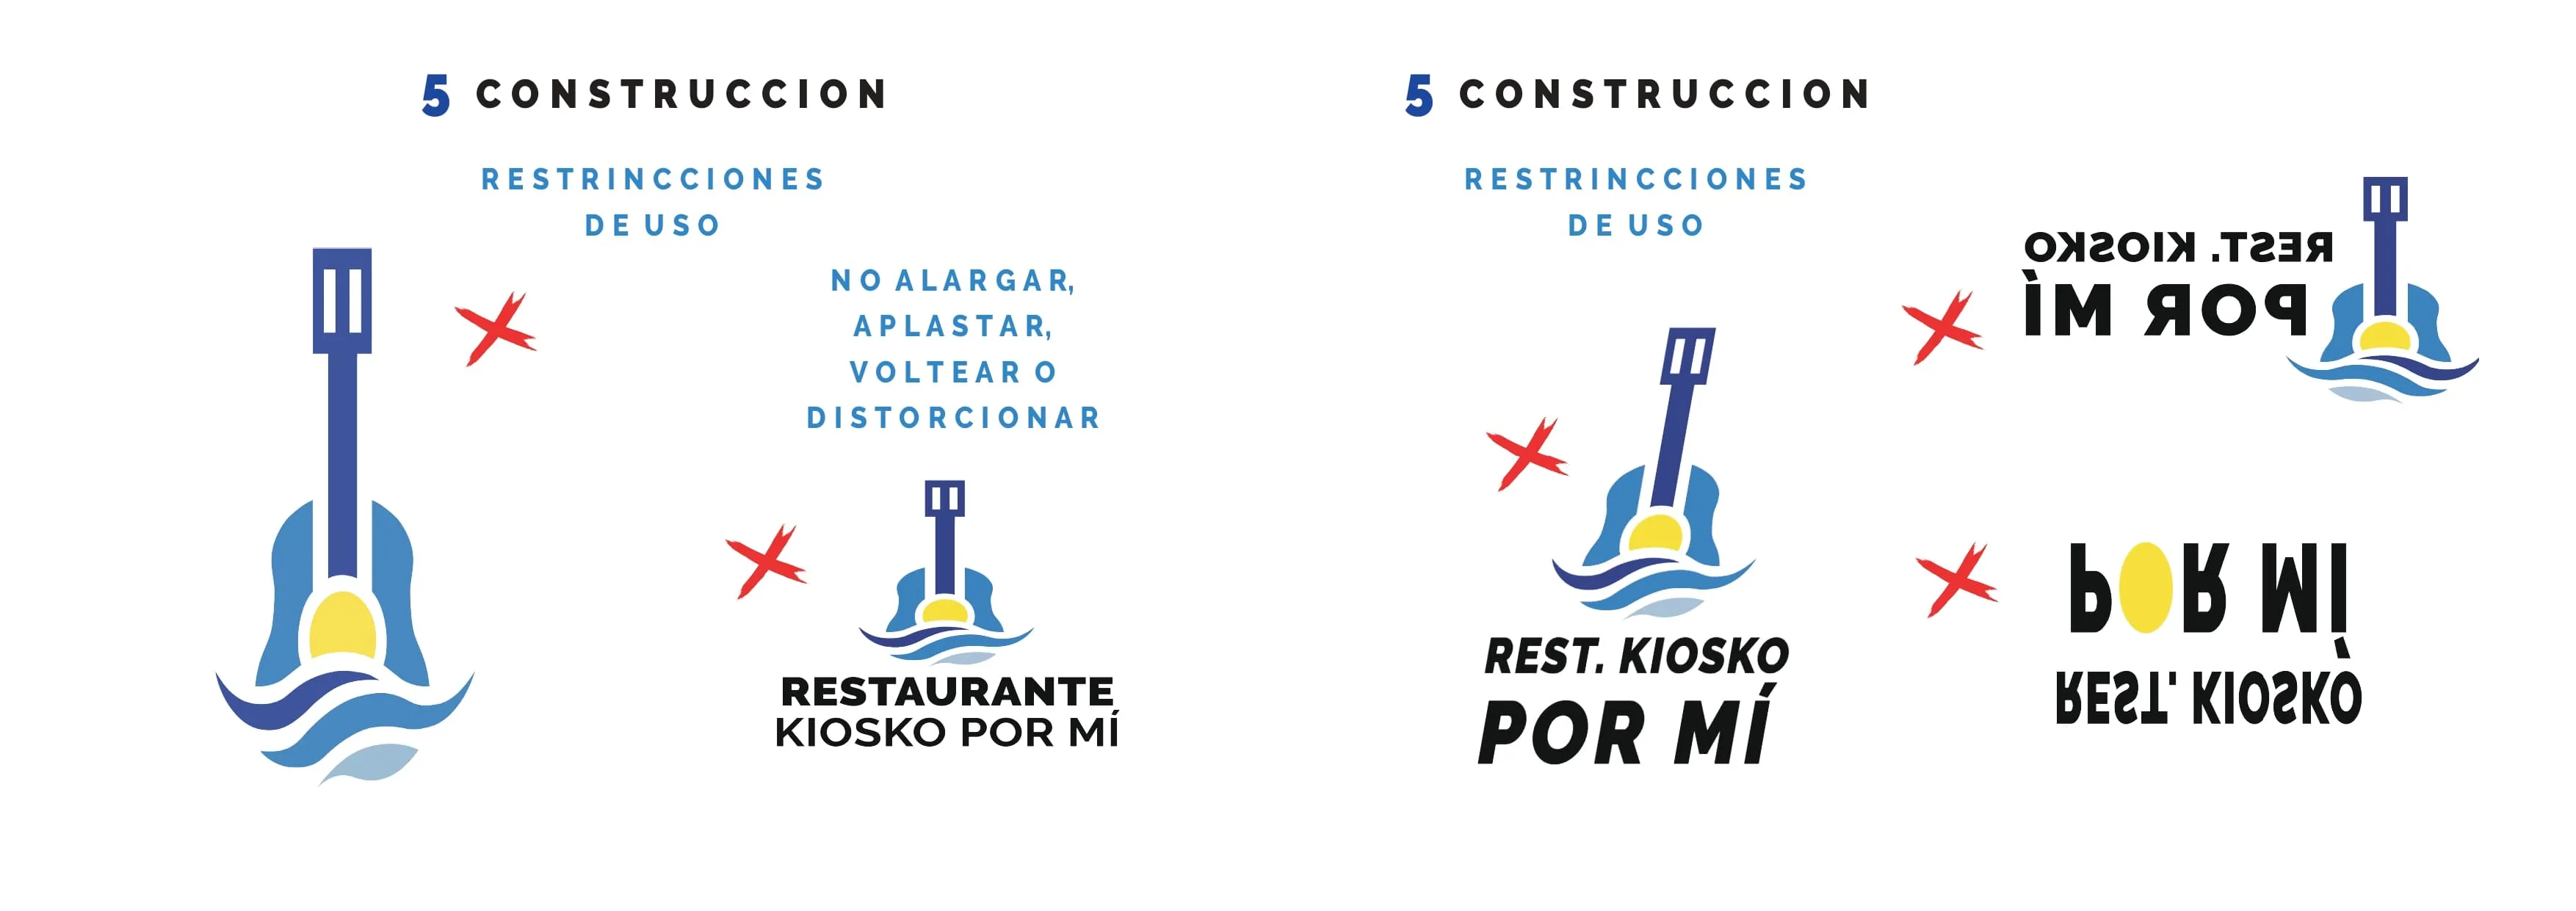 5 CONSTRUCCION
RESTRINCCIONES
DE USO
NO ALARGAR,
APLASTAR,
VOLTEAR O
DISTORCIONAR
RESTAURANTE
KIOSKO POR MÍ
5 CONSTRUCCION
RESTRINCCIONES
DE USO
REST. KIOSKO
POR MÍ
REST. KIOSKO
POR MÍ
POR MÍ
REST. KIOSKO